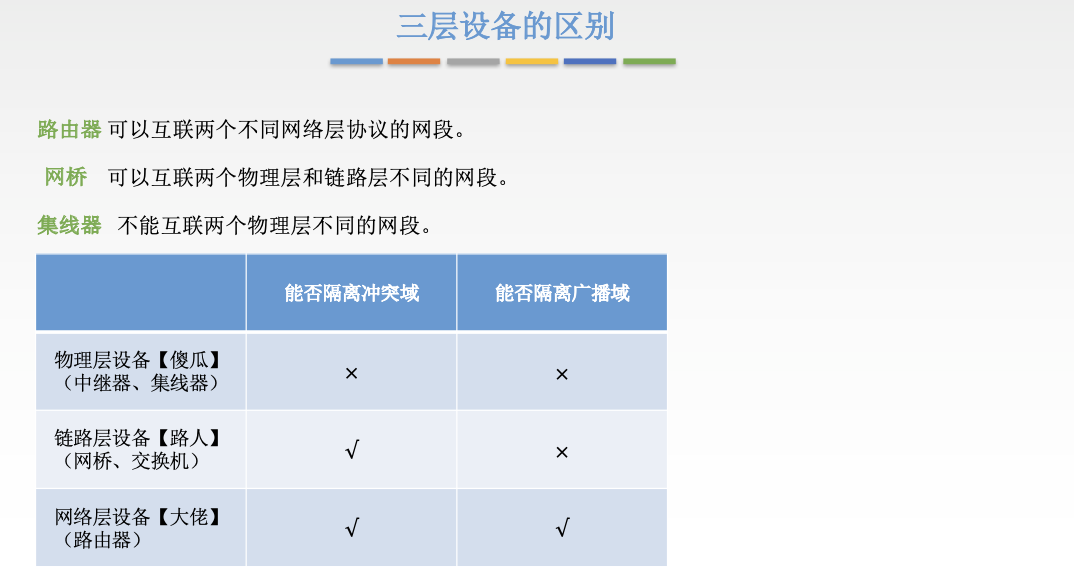 三层设备的区别
路由器 可以互联两个不同网络层协议的网段。
网桥 可以互联两个物理层和链路层不同的网段。
集线器 不能互联两个物理层不同的网段。
能否隔离冲突域 能否隔离广播域
物理层设备【傻瓜】
（中继器、集线器） × ×
链路层设备【路人】
（网桥、交换机） √ ×
网络层设备【大佬】
（路由器） √ √